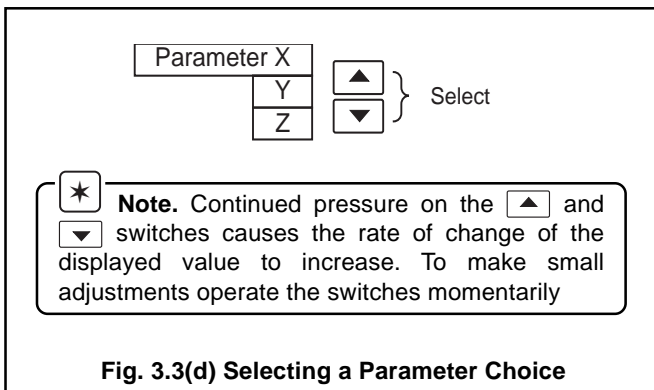 Parameter X
Y
Z
Select
Note. Continued pressure on the ▲ and
▼ switches causes the rate of change of the
displayed value to increase. To make small
adjustments operate the switches momentarily
Fig. 3.3(d) Selecting a Parameter Choice